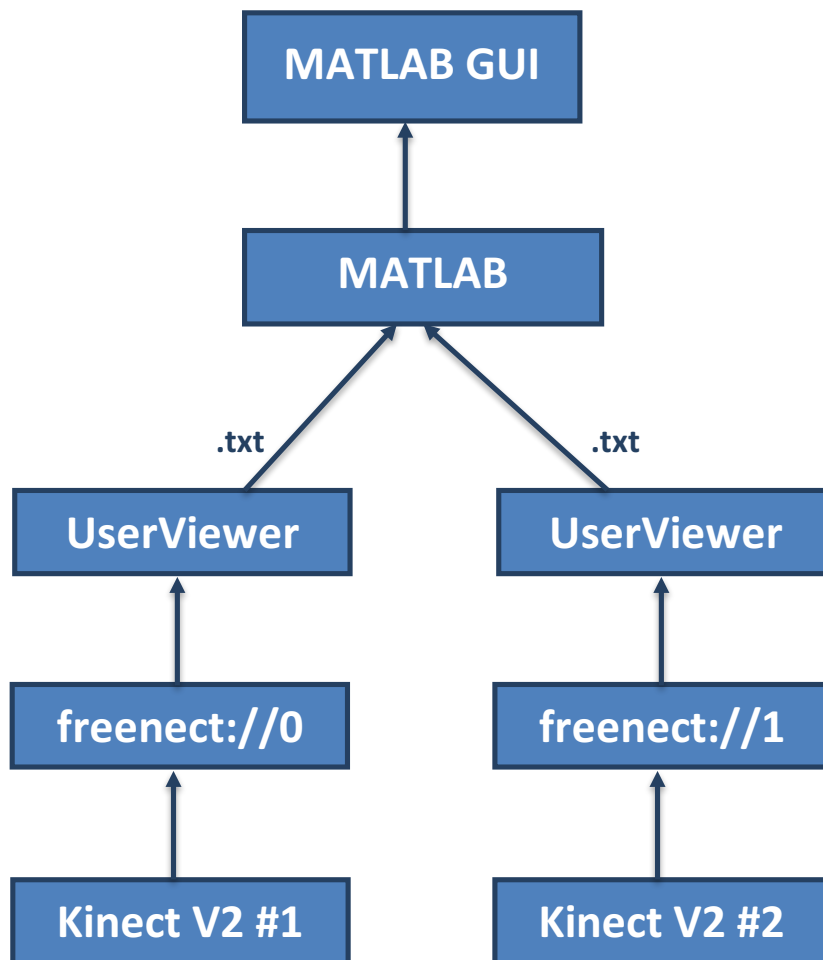 MATLAB GUI
MATLAB
.txt
.txt
UserViewer
UserViewer
freenect://0
freenect://1
Kinect V2 #1
Kinect V2 #2